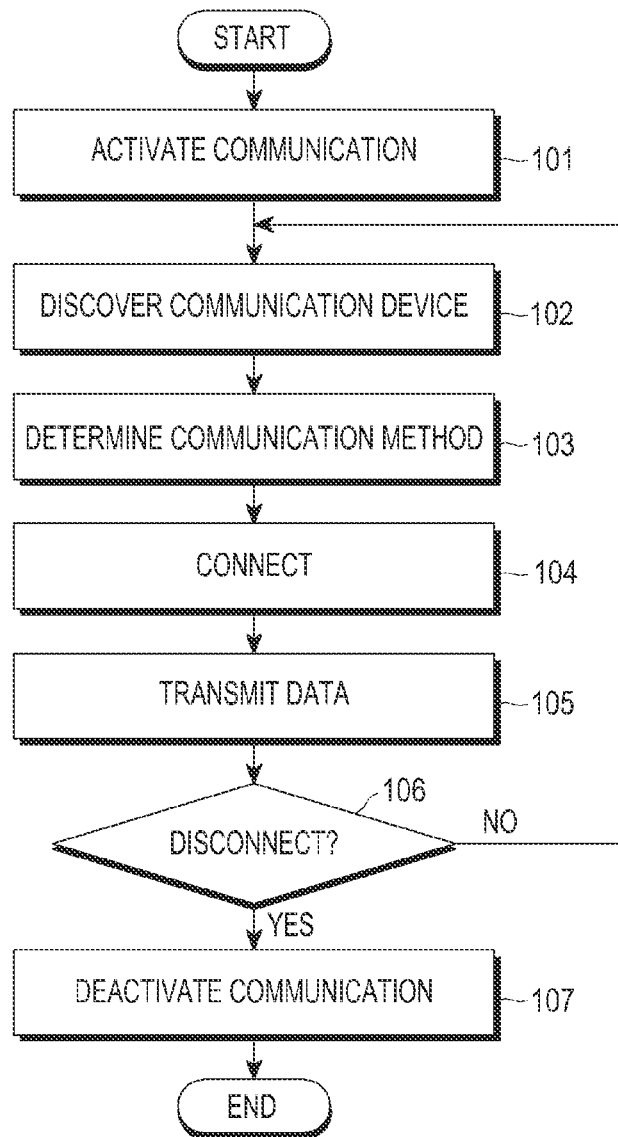 START
ACTIVATE COMMUNICATION
101
DISCOVER COMMUNICATION DEVICE
102
DETERMINE COMMUNICATION METHOD
103
CONNECT
104
TRANSMIT DATA
105
106
DISCONNECT?
NO
YES
DEACTIVATE COMMUNICATION
107
END